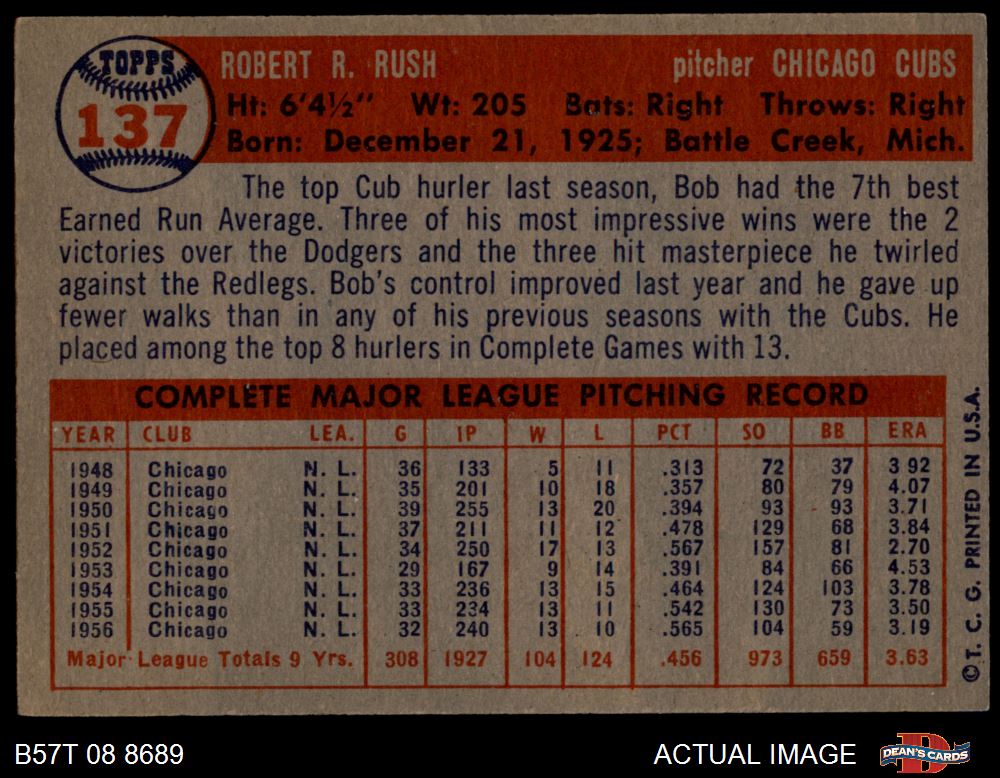 TOPPS
137
ROBERT R. RUSH pitcher CHICAGO CUBS
Ht: 6'4½" Wt: 205 Bats: Right Throws: Right
Born: December 21, 1925; Battle Creek, Mich.
The top Cub hurler last season, Bob had the 7th best
Earned Run Average. Three of his most impressive wins were the 2
victories over the Dodgers and the three hit masterpiece he twirled
against the Redlegs. Bob's control improved last year and he gave up
fewer walks than in any of his previous seasons with the Cubs. He
placed among the top 8 hurlers in Complete Games with 13.
COMPLETE MAJOR LEAGUE PITCHING RECORD
YEAR CLUB LEA. G IP W L PCT SO BB ERA
1948 Chicago N. L. 36 133 5 11 .313 72 37 3 92
1949 Chicago N. L. 35 201 10 18 .357 80 79 4.07
1950 Chicago N. L. 39 255 13 20 .394 93 93 3.71
1951 Chicago N. L. 37 211 11 12 .478 129 68 3.84
1952 Chicago N. L. 34 250 17 13 .567 157 81 2.70
1953 Chicago N. L. 29 167 9 14 .391 84 66 4.53
1954 Chicago N. L. 33 236 13 15 .464 124 103 3.78
1955 Chicago N. L. 33 234 13 11 .542 130 73 3.50
1956 Chicago N. L. 32 240 13 10 .565 104 59 3.19
Major League Totals 9 Yrs. 308 1927 104 124 .456 973 659 3.63
© T. C. G. PRINTED IN U.S.A.
B57T 08 8689 ACTUAL IMAGE DEAN'S CARDS